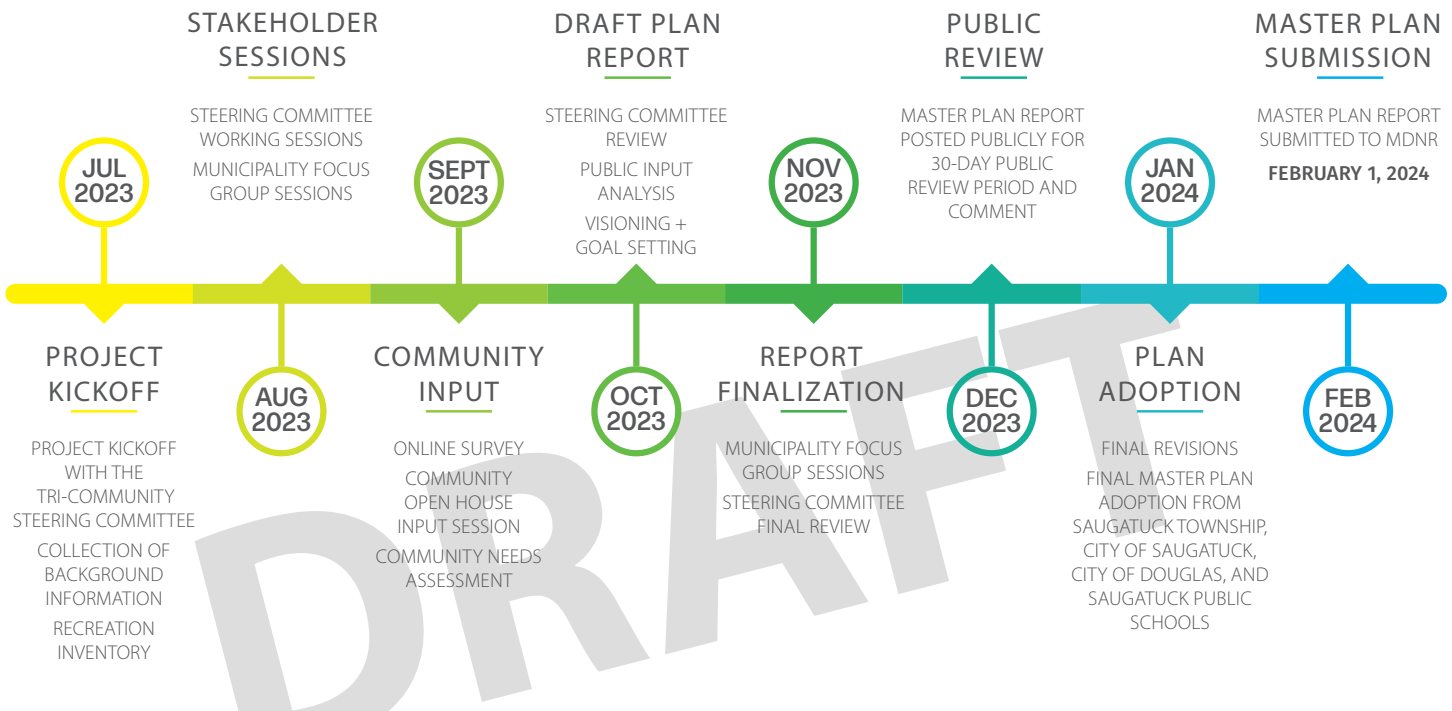 JUL
2023
PROJECT
KICKOFF
PROJECT KICKOFF
WITH THE
TRI-COMMUNITY
STEERING COMMITTEE
COLLECTION OF
BACKGROUND
INFORMATION
RECREATION
INVENTORY
STAKEHOLDER
SESSIONS
STEERING COMMITTEE
WORKING SESSIONS
MUNICIPALITY FOCUS
GROUP SESSIONS
AUG
2023
SEPT
2023
COMMUNITY
INPUT
ONLINE SURVEY
COMMUNITY
OPEN HOUSE
INPUT SESSION
COMMUNITY NEEDS
ASSESSMENT
DRAFT PLAN
REPORT
STEERING COMMITTEE
REVIEW
PUBLIC INPUT
ANALYSIS
VISIONING +
GOAL SETTING
OCT
2023
NOV
2023
REPORT
FINALIZATION
MUNICIPALITY FOCUS
GROUP SESSIONS
STEERING COMMITTEE
FINAL REVIEW
PUBLIC
REVIEW
MASTER PLAN REPORT
POSTED PUBLICLY FOR
30-DAY PUBLIC
REVIEW PERIOD AND
COMMENT
DEC
2023
JAN
2024
PLAN
ADOPTION
FINAL REVISIONS
FINAL MASTER PLAN
ADOPTION FROM
SAUGATUCK TOWNSHIP,
CITY OF SAUGATUCK,
CITY OF DOUGLAS, AND
SAUGATUCK PUBLIC
SCHOOLS
MASTER PLAN
SUBMISSION
MASTER PLAN REPORT
SUBMITTED TO MDNR
FEBRUARY 1, 2024
FEB
2024
DRAFT